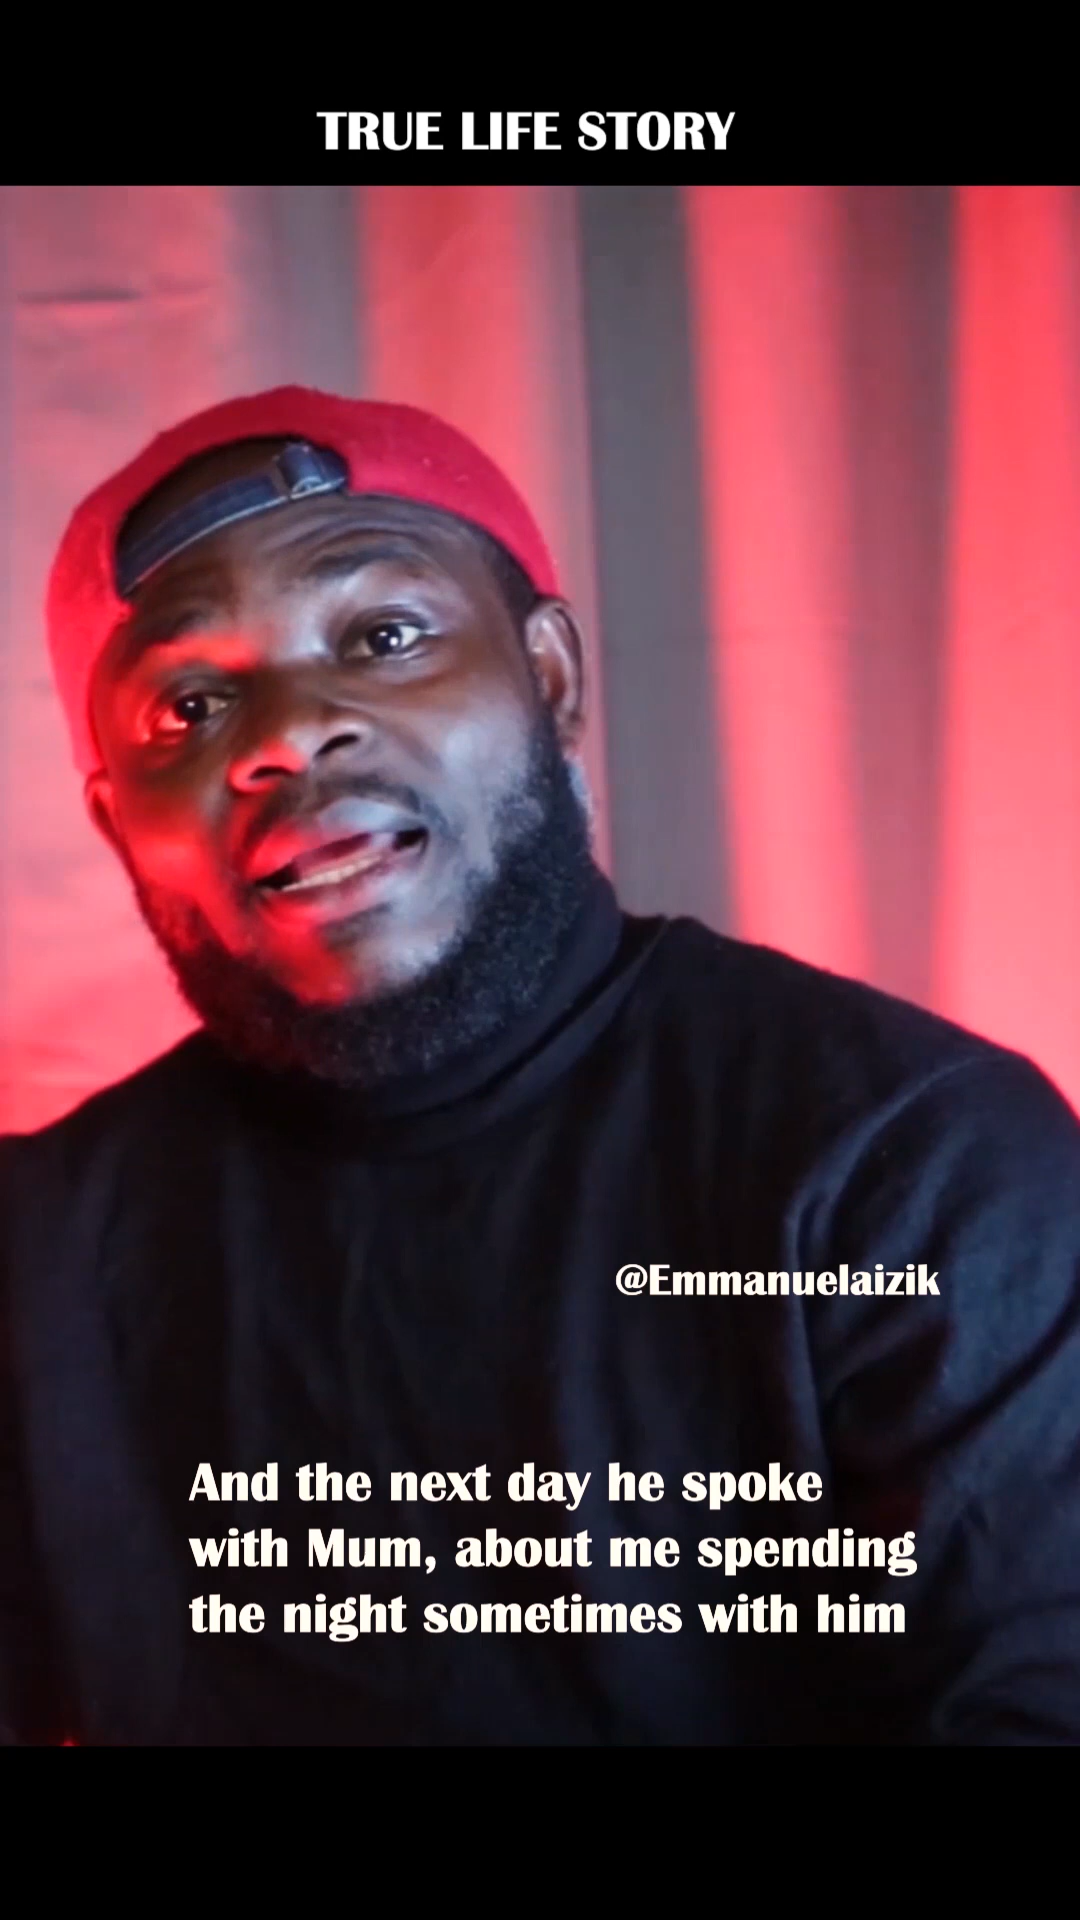 TRUE LIFE STORY
@Emmanuelaizik
And the next day he spoke
with Mum, about me spending
the night sometimes with him